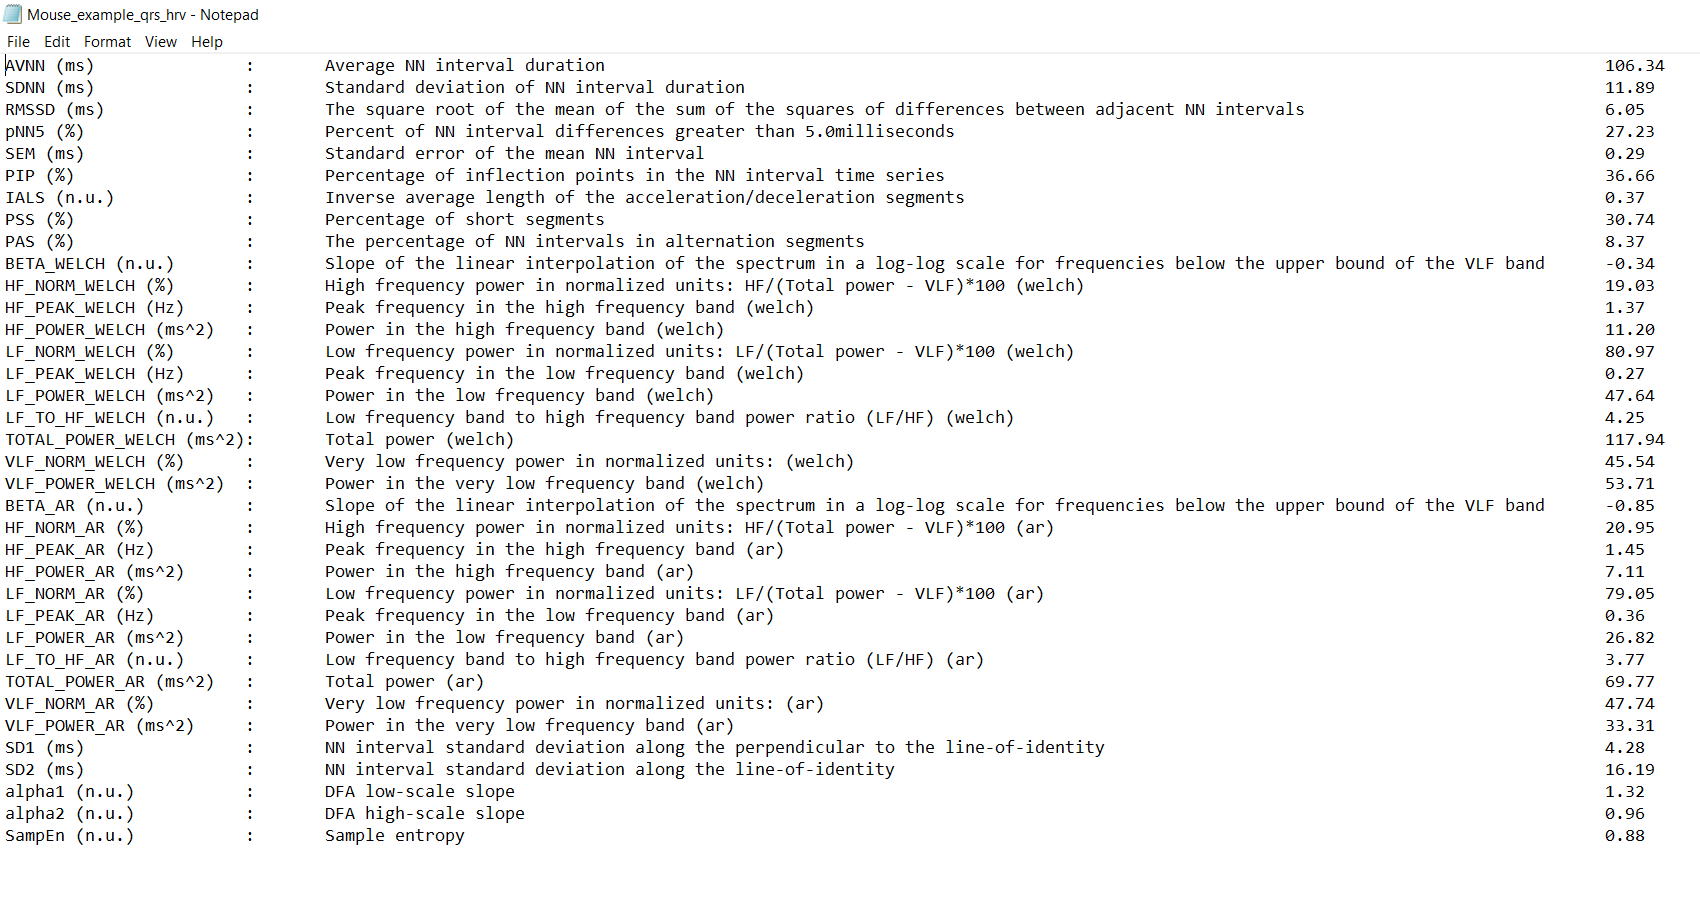 Mouse_example_qrs_hrv - Notepad
File Edit Format View Help
AVNN (ms) : Average NN interval duration 106.34
SDNN (ms) : Standard deviation of NN interval duration 11.89
RMSSD (ms) : The square root of the mean of the sum of the squares of differences between adjacent NN intervals 6.05
pNN5 (%) : Percent of NN interval differences greater than 5.0milliseconds 27.23
SEM (ms) : Standard error of the mean NN interval 0.29
PIP (%) : Percentage of inflection points in the NN interval time series 36.66
IALS (n.u.) : Inverse average length of the acceleration/deceleration segments 0.37
PSS (%) : Percentage of short segments 30.74
PAS (%) : The percentage of NN intervals in alternation segments 8.37
BETA_WELCH (n.u.) : Slope of the linear interpolation of the spectrum in a log-log scale for frequencies below the upper bound of the VLF band -0.34
HF_NORM_WELCH (%) : High frequency power in normalized units: HF/(Total power - VLF)*100 (welch) 19.03
HF_PEAK_WELCH (Hz) : Peak frequency in the high frequency band (welch) 1.37
HF_POWER_WELCH (ms^2) : Power in the high frequency band (welch) 11.20
LF_NORM_WELCH (%) : Low frequency power in normalized units: LF/(Total power - VLF)*100 (welch) 80.97
LF_PEAK_WELCH (Hz) : Peak frequency in the low frequency band (welch) 0.27
LF_POWER_WELCH (ms^2) : Power in the low frequency band (welch) 47.64
LF_TO_HF_WELCH (n.u.) : Low frequency band to high frequency band power ratio (LF/HF) (welch) 4.25
TOTAL_POWER_WELCH (ms^2): Total power (welch) 117.94
VLF_NORM_WELCH (%) : Very low frequency power in normalized units: (welch) 45.54
VLF_POWER_WELCH (ms^2) : Power in the very low frequency band (welch) 53.71
BETA_AR (n.u.) : Slope of the linear interpolation of the spectrum in a log-log scale for frequencies below the upper bound of the VLF band -0.85
HF_NORM_AR (%) : High frequency power in normalized units: HF/(Total power - VLF)*100 (ar) 20.95
HF_PEAK_AR (Hz) : Peak frequency in the high frequency band (ar) 1.45
HF_POWER_AR (ms^2) : Power in the high frequency band (ar) 7.11
LF_NORM_AR (%) : Low frequency power in normalized units: LF/(Total power - VLF)*100 (ar) 79.05
LF_PEAK_AR (Hz) : Peak frequency in the low frequency band (ar) 0.36
LF_POWER_AR (ms^2) : Power in the low frequency band (ar) 26.82
LF_TO_HF_AR (n.u.) : Low frequency band to high frequency band power ratio (LF/HF) (ar) 3.77
TOTAL_POWER_AR (ms^2) : Total power (ar) 69.77
VLF_NORM_AR (%) : Very low frequency power in normalized units: (ar) 47.74
VLF_POWER_AR (ms^2) : Power in the very low frequency band (ar) 33.31
SD1 (ms) : NN interval standard deviation along the perpendicular to the line-of-identity 4.28
SD2 (ms) : NN interval standard deviation along the line-of-identity 16.19
alpha1 (n.u.) : DFA low-scale slope 1.32
alpha2 (n.u.) : DFA high-scale slope 0.96
SampEn (n.u.) : Sample entropy 0.88